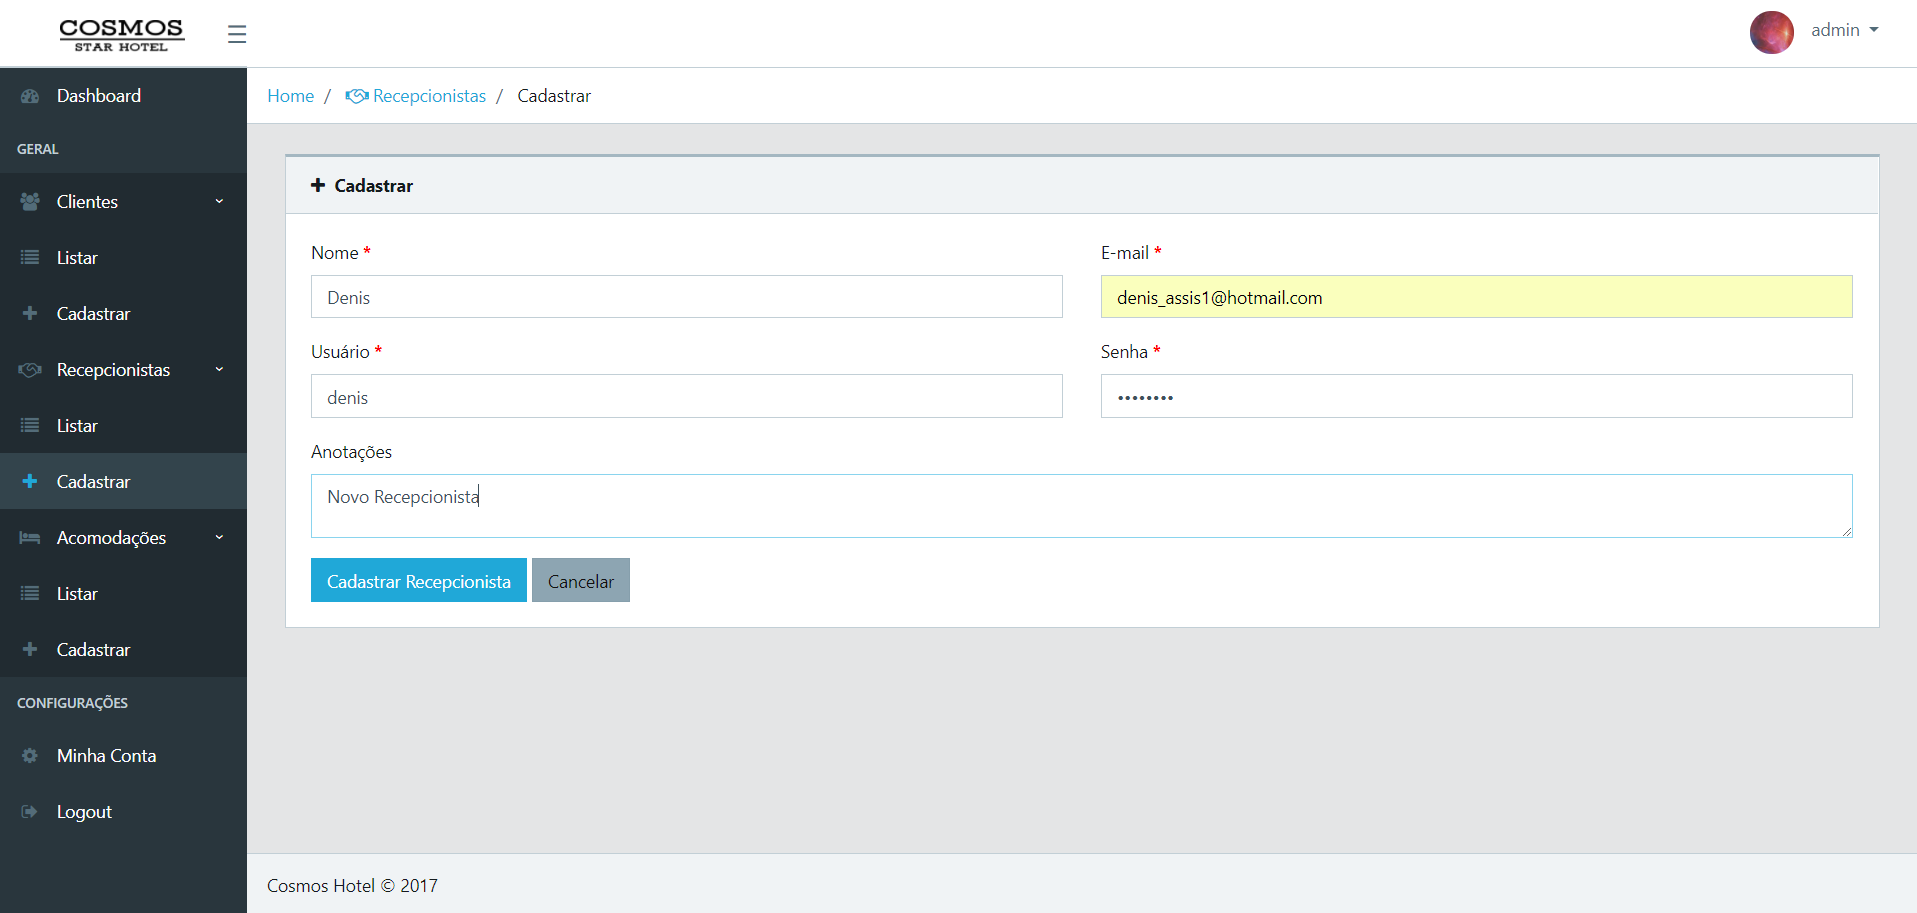 COSMOS
STAR HOTEL
admin
Dashboard
GERAL
Clientes
Listar
Cadastrar
Recepcionistas
Listar
Cadastrar
Acomodações
Listar
Cadastrar
CONFIGURAÇÕES
Minha Conta
Logout
Home / Recepcionistas / Cadastrar
Cadastrar
Nome *
E-mail *
Denis
denis_assis1@hotmail.com
Usuário *
Senha *
denis
••••••••
Anotações
Novo Recepcionista
Cadastrar Recepcionista
Cancelar
Cosmos Hotel © 2017